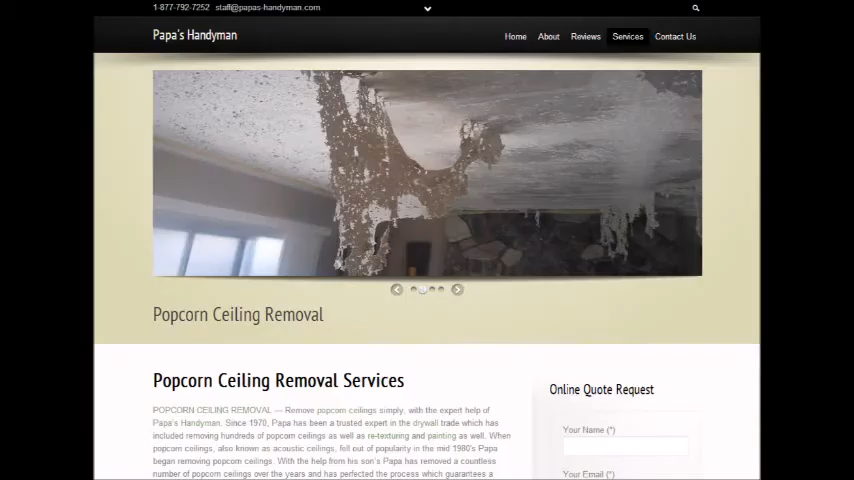 1-877-792-7252 staff@papas-handyman.com
Papa's Handyman
Home About Reviews Services Contact Us
Popcorn Ceiling Removal
Popcorn Ceiling Removal Services
POPCORN CEILING REMOVAL — Remove popcorn ceilings simply, with the expert help of
Papa's Handyman. Since 1970, Papa has been a trusted expert in the drywall trade which has
included removing hundreds of popcorn ceilings as well as re-texturing and painting as well. When
popcorn ceilings, also known as acoustic ceilings, fell out of popularity in the mid 1980's Papa
began removing popcorn ceilings. With the help from his son's Papa has removed a countless
number of popcorn ceilings over the years and has perfected the process which guarantees a
Online Quote Request
Your Name (*)
Your Email (*)